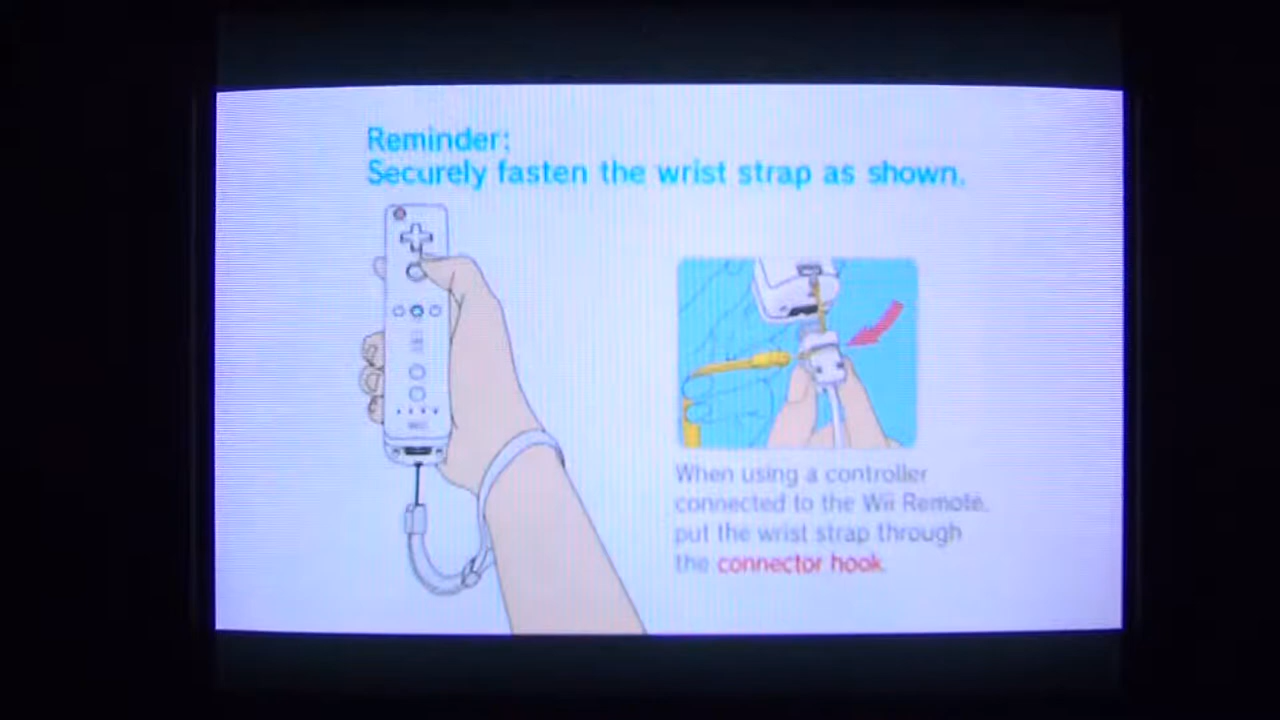 Reminder:
Securely fasten the wrist strap as shown.
When using a controller
connected to the Wii Remote,
put the wrist strap through
the connector hook.